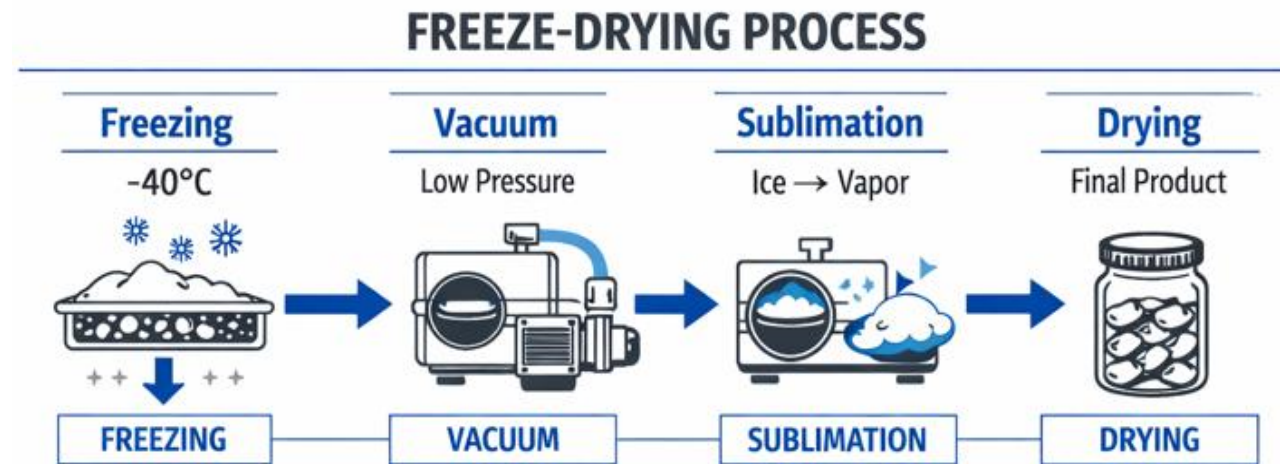 FREEZE-DRYING PROCESS
Freezing
-40°C
Vacuum
Low Pressure
Sublimation
Ice → Vapor
Drying
Final Product
FREEZING
VACUUM
SUBLIMATION
DRYING